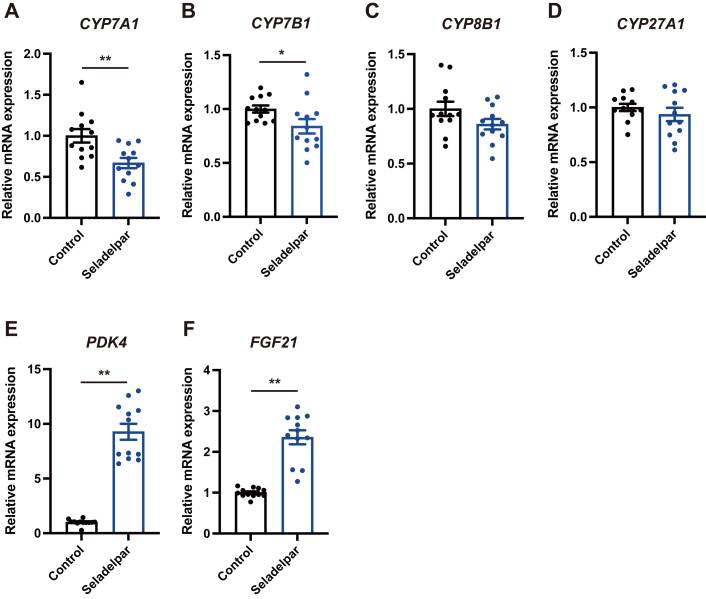 A CYP7A1
Relative mRNA expression
2.0
1.5
1.0
0.5
0.0
**
Control
Seladelpar
B CYP7B1
Relative mRNA expression
1.5
1.0
0.5
0.0
*
Control
Seladelpar
C CYP8B1
Relative mRNA expression
1.5
1.0
0.5
0.0
Control
Seladelpar
D CYP27A1
Relative mRNA expression
1.5
1.0
0.5
0.0
Control
Seladelpar
E PDK4
Relative mRNA expression
15
10
5
0
**
Control
Seladelpar
F FGF21
Relative mRNA expression
4
3
2
1
0
**
Control
Seladelpar